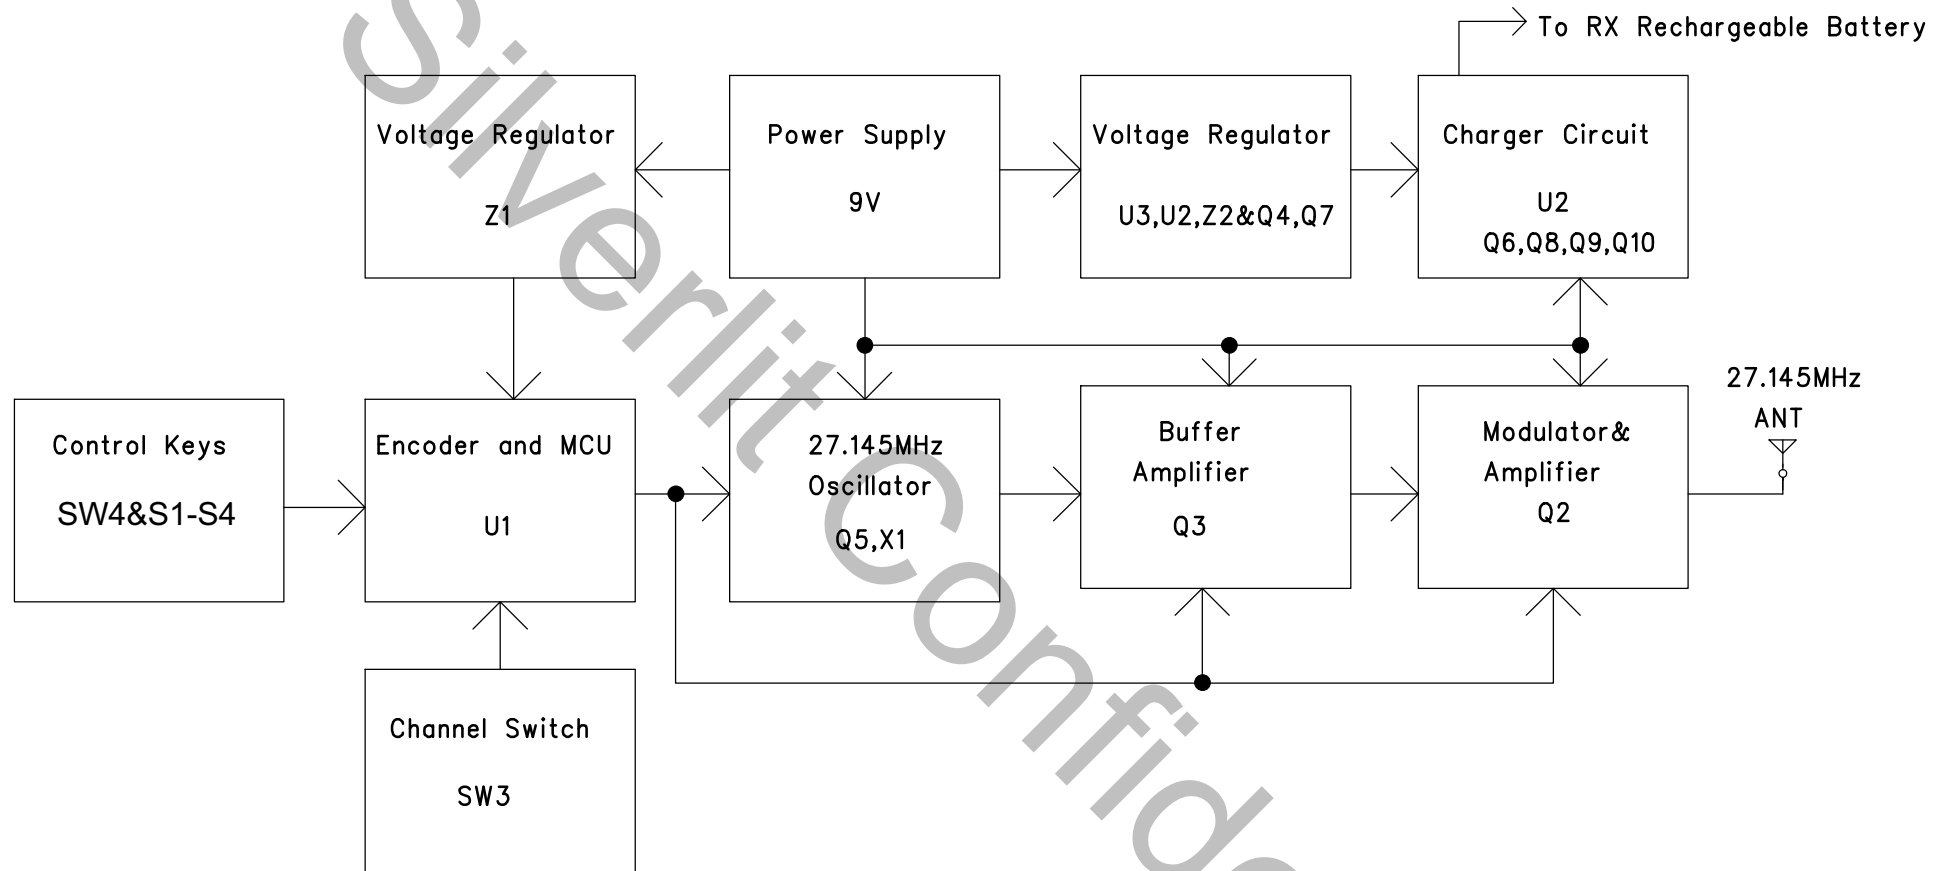 To RX Rechargeable Battery
Voltage Regulator
Z1
Power Supply
9V
Voltage Regulator
U3,U2,Z2&Q4,Q7
Charger Circuit
U2
Q6,Q8,Q9,Q10
Control Keys
SW4&S1-S4
Encoder and MCU
U1
27.145MHz
Oscillator
Q5,X1
Buffer
Amplifier
Q3
Modulator&
Amplifier
Q2
27.145MHz
ANT
Channel Switch
SW3
Silverlit